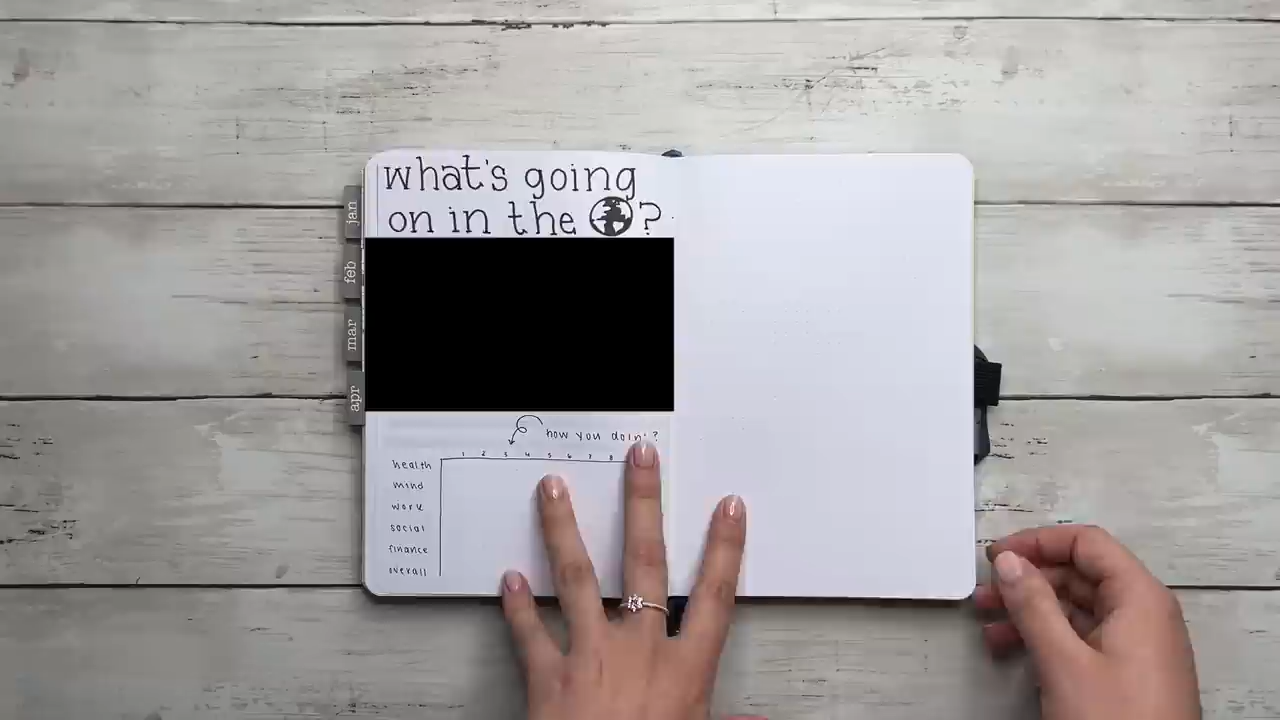 what's going
on in the ?
jan
feb
mar
apr
how you doin'?
1 2 3 4 5 6 7 8
health
mind
work
social
finance
overall